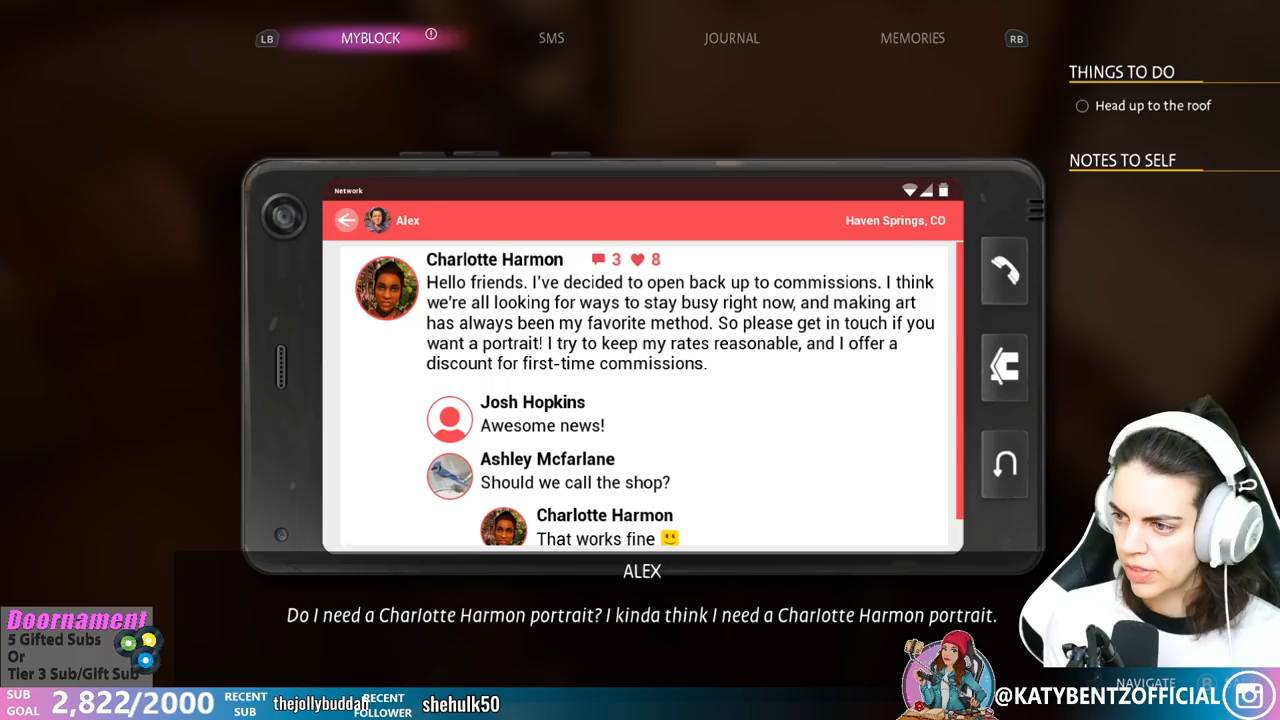 LB
MYBLOCK
SMS
JOURNAL
MEMORIES
RB
THINGS TO DO
Head up to the roof
NOTES TO SELF
Network
Alex
Haven Springs, CO
Charlotte Harmon 3 8
Hello friends. I've decided to open back up to commissions. I think
we're all looking for ways to stay busy right now, and making art
has always been my favorite method. So please get in touch if you
want a portrait! I try to keep my rates reasonable, and I offer a
discount for first-time commissions.
Josh Hopkins
Awesome news!
Ashley Mcfarlane
Should we call the shop?
Charlotte Harmon
That works fine 🙂
ALEX
Do I need a Charlotte Harmon portrait? I kinda think I need a Charlotte Harmon portrait.
Doornament
5 Gifted Subs
Or
Tier 3 Sub/Gift Sub
SUB GOAL
2,822/2000
RECENT SUB
thejollybuddah
RECENT FOLLOWER
shehulk50
NAVIGATE
B
@KATYBENTZOFFICIAL